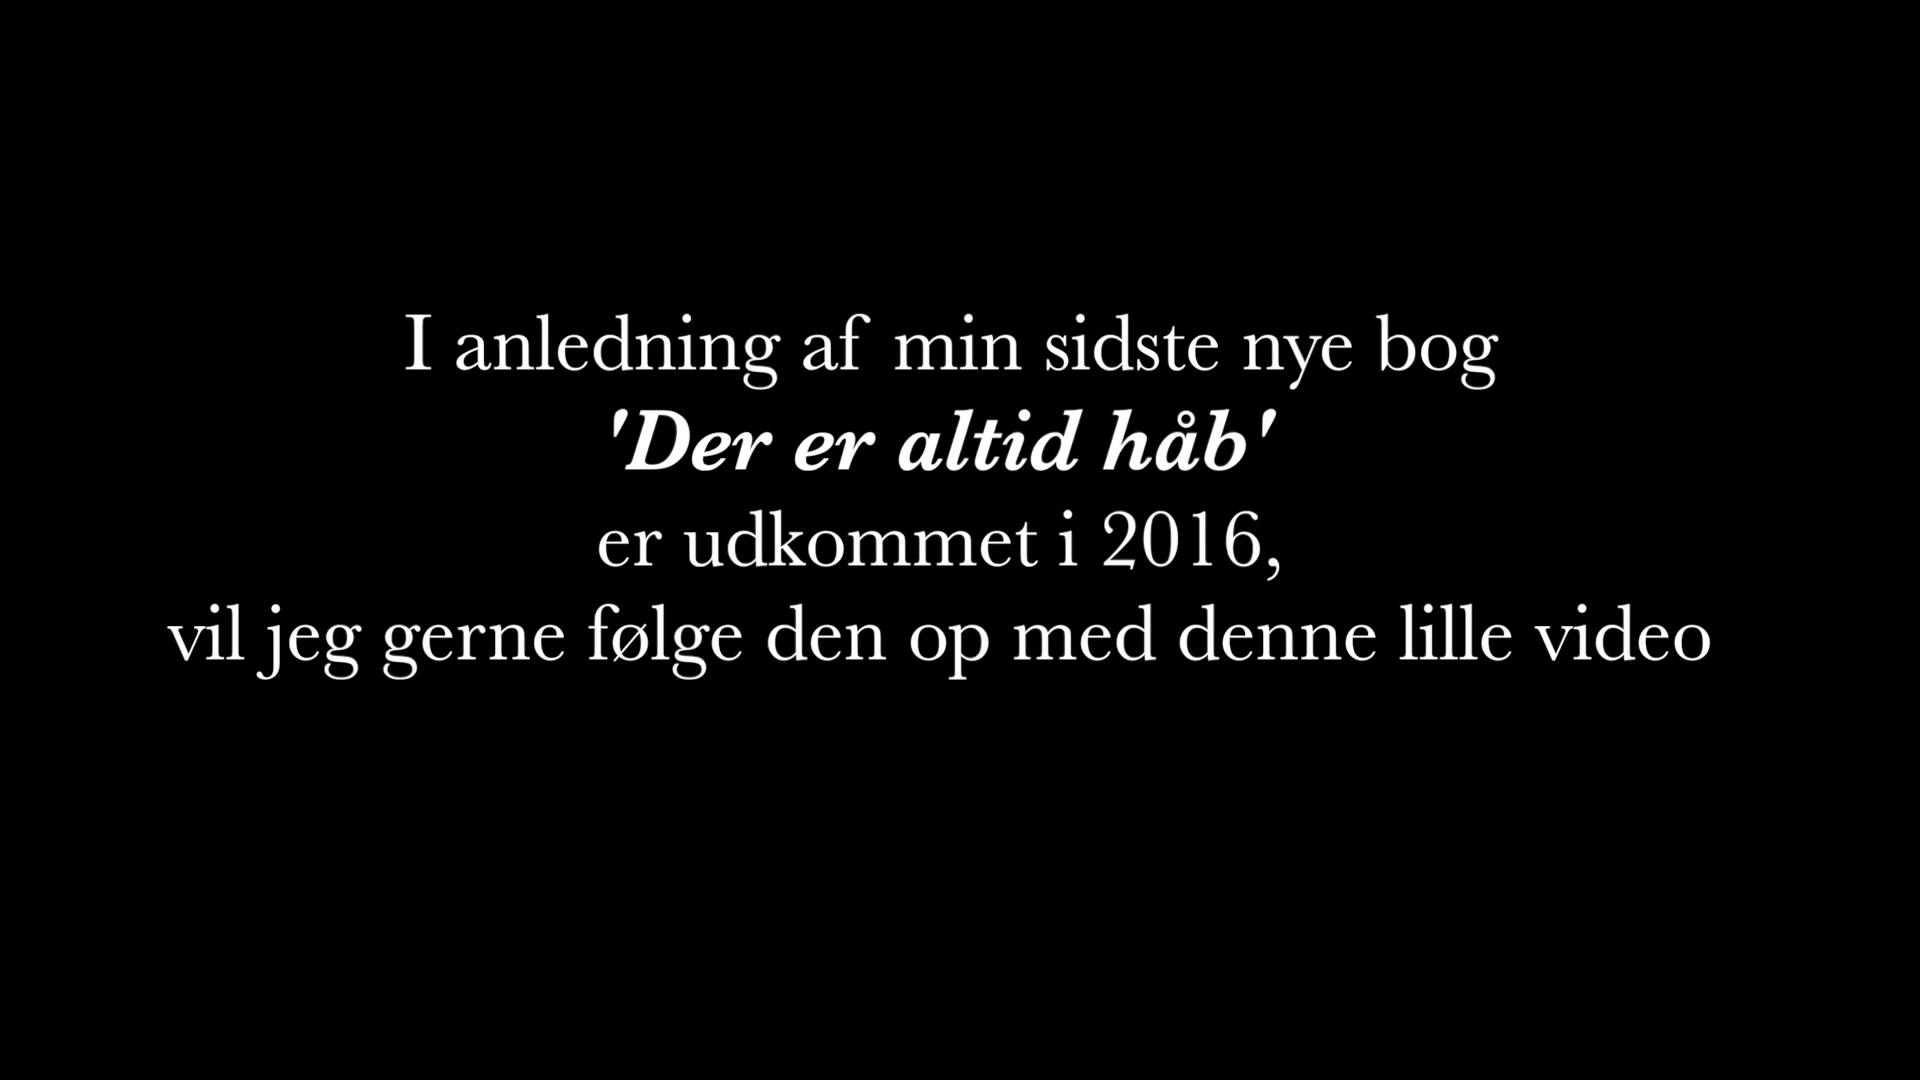 I anledning af min sidste nye bog
'Der er altid håb'
er udkommet i 2016,
vil jeg gerne følge den op med denne lille video